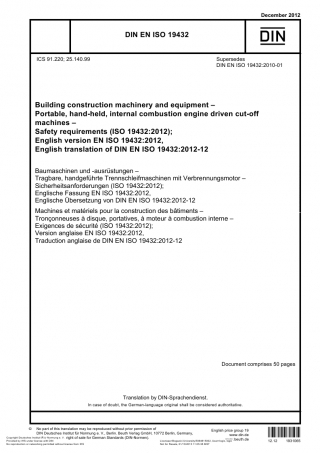 December 2012
DIN EN ISO 19432
DIN
ICS 91.220; 25.140.99
Supersedes
DIN EN ISO 19432:2010-01
Building construction machinery and equipment –
Portable, hand-held, internal combustion engine driven cut-off
machines –
Safety requirements (ISO 19432:2012);
English version EN ISO 19432:2012,
English translation of DIN EN ISO 19432:2012-12
Baumaschinen und -ausrüstungen –
Tragbare, handgeführte Trennschleifmaschinen mit Verbrennungsmotor –
Sicherheitsanforderungen (ISO 19432:2012);
Englische Fassung EN ISO 19432:2012,
Englische Übersetzung von DIN EN ISO 19432:2012-12
Machines et matériels pour la construction des bâtiments –
Tronçonneuses à disque, portatives, à moteur à combustion interne –
Exigences de sécurité (ISO 19432:2012);
Version anglaise EN ISO 19432:2012,
Traduction anglaise de DIN EN ISO 19432:2012-12
Document comprises 50 pages
Translation by DIN-Sprachendienst.
In case of doubt, the German-language original shall be considered authoritative.
© No part of this translation may be reproduced without prior permission of
DIN Deutsches Institut für Normung e. V., Berlin. Beuth Verlag GmbH, 10772 Berlin, Germany,
right of sale for German Standards (DIN-Normen).
English price group 19
www.din.de
www.beuth.de
12.12